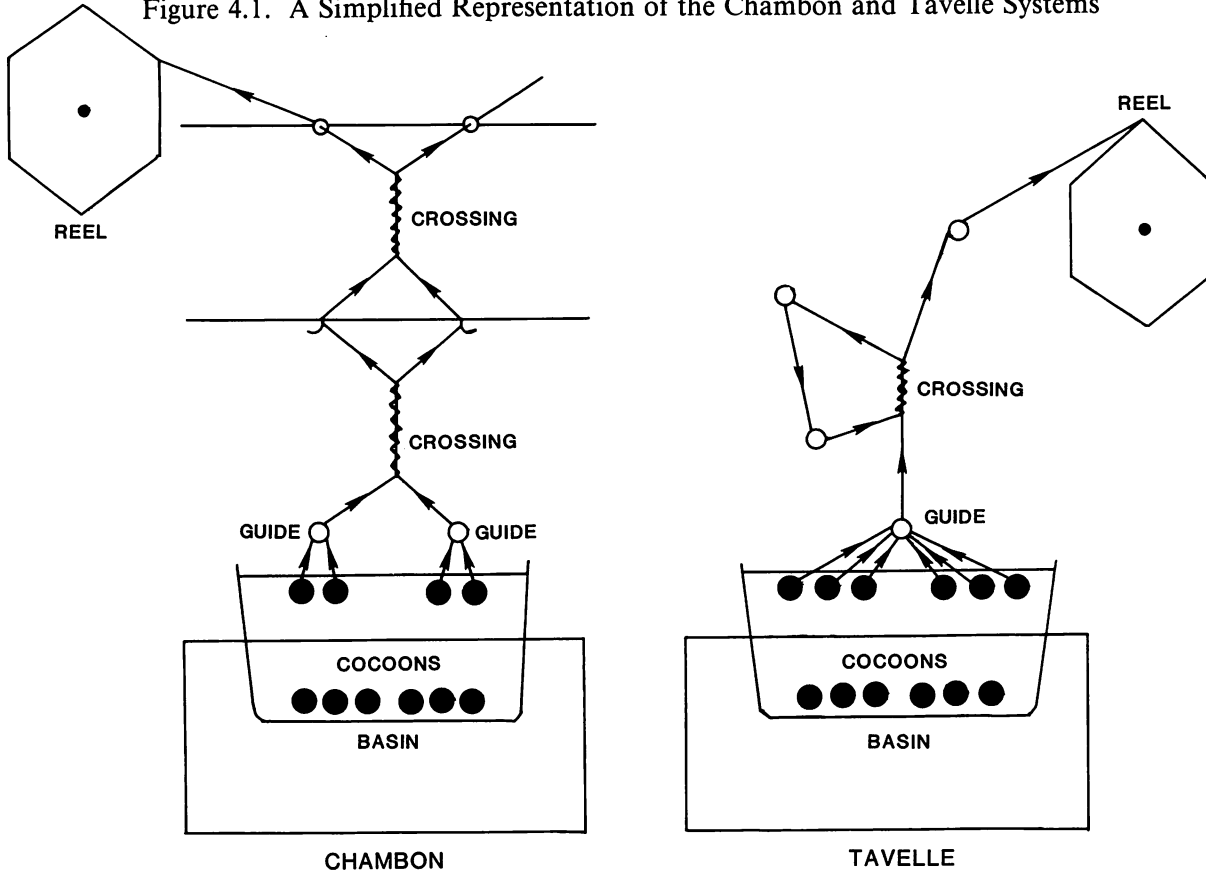 Figure 4.1. A Simplified Representation of the Chambon and Tavelle Systems
REEL
CROSSING
CROSSING
GUIDE
GUIDE
COCOONS
BASIN
CHAMBON
REEL
CROSSING
GUIDE
COCOONS
BASIN
TAVELLE